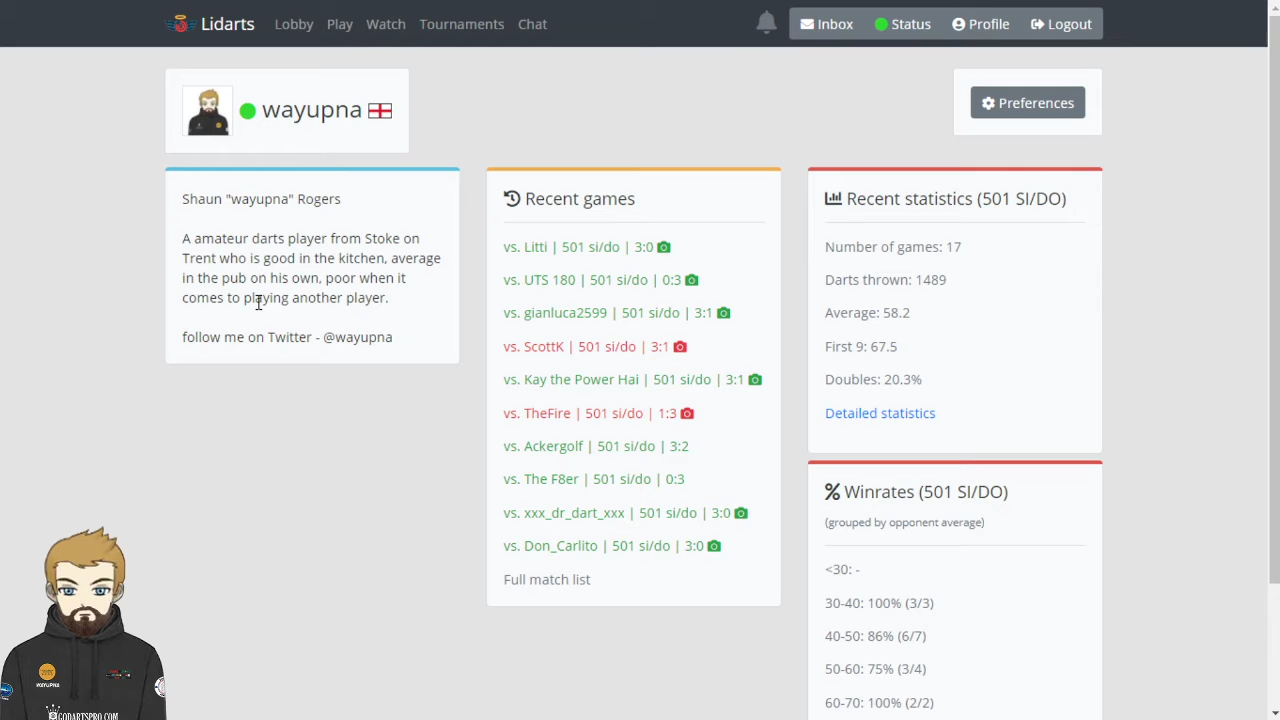 Lidarts Lobby Play Watch Tournaments Chat Inbox Status Profile Logout
wayupna
Preferences
Shaun "wayupna" Rogers
A amateur darts player from Stoke on
Trent who is good in the kitchen, average
in the pub on his own, poor when it
comes to playing another player.
follow me on Twitter - @wayupna
Recent games
vs. Litti | 501 si/do | 3:0
vs. UTS 180 | 501 si/do | 0:3
vs. gianluca2599 | 501 si/do | 3:1
vs. ScottK | 501 si/do | 3:1
vs. Kay the Power Hai | 501 si/do | 3:1
vs. TheFire | 501 si/do | 1:3
vs. Ackergolf | 501 si/do | 3:2
vs. The F8er | 501 si/do | 0:3
vs. xxx_dr_dart_xxx | 501 si/do | 3:0
vs. Don_Carlito | 501 si/do | 3:0
Full match list
Recent statistics (501 SI/DO)
Number of games: 17
Darts thrown: 1489
Average: 58.2
First 9: 67.5
Doubles: 20.3%
Detailed statistics
Winrates (501 SI/DO)
(grouped by opponent average)
<30: -
30-40: 100% (3/3)
40-50: 86% (6/7)
50-60: 75% (3/4)
60-70: 100% (2/2)
WAYUPNA
GODARTSPRO.COM